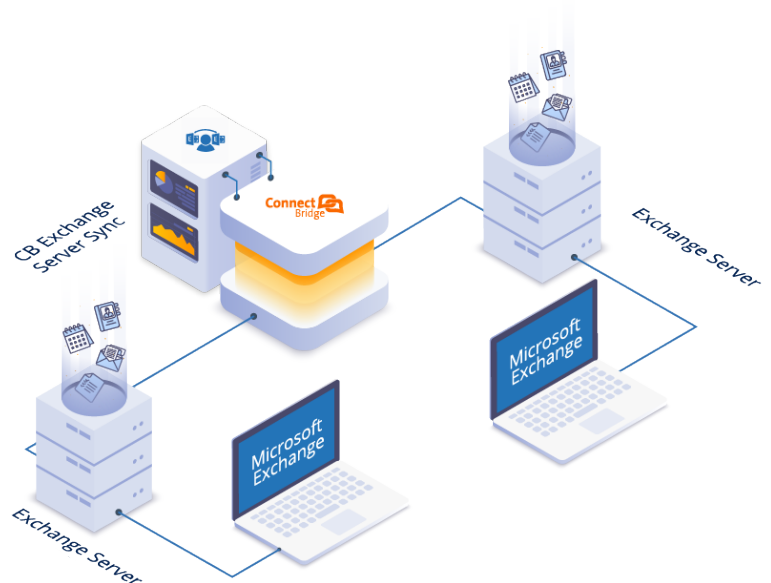 CB Exchange
Server Sync
Connect
Bridge
Exchange Server
Microsoft
Exchange
Microsoft
Exchange
Exchange Server